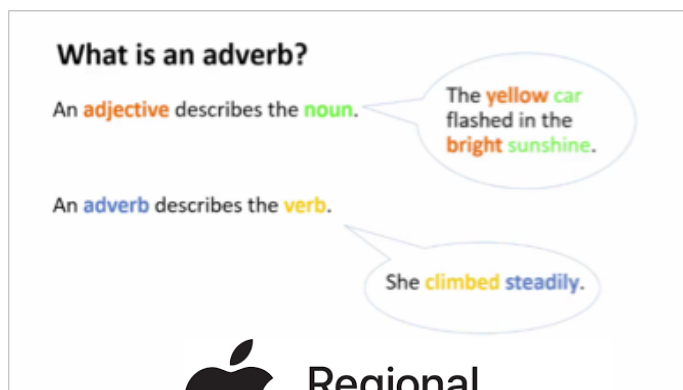 What is an adverb?
An adjective describes the noun.
The yellow car
flashed in the
bright sunshine.
An adverb describes the verb.
She climbed steadily.
Regional